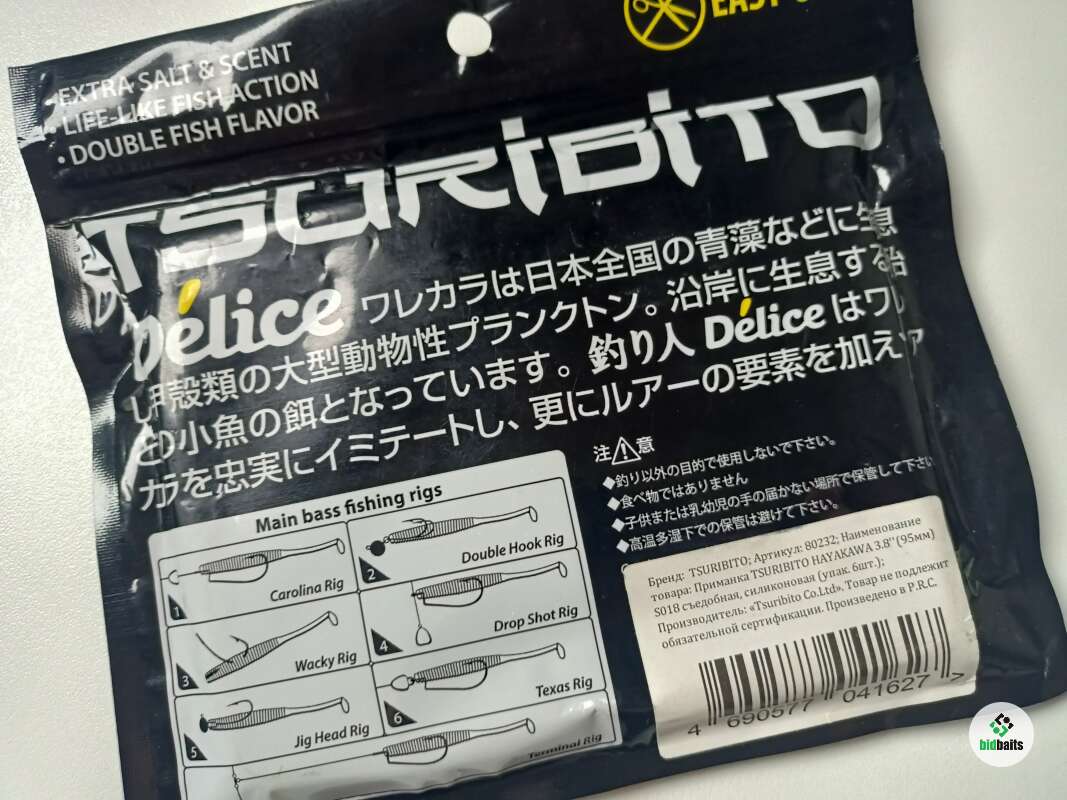 • EXTRA SALT & SCENT
• LIFE-LIKE FISH ACTION
• DOUBLE FISH FLAVOR
EASY
TSURIBITO
Délice ワレカラは日本全国の青藻などに生息
甲殻類の大型動物性プランクトン。沿岸に生息する
の小魚の餌となっています。釣り人 Délice はワレ
カラを忠実にイミテートし、更にルアーの要素を加え
注意
◆釣り以外の目的で使用しないで下さい。
◆食べ物ではありません
◆子供または乳幼児の手の届かない場所で保管して下さい
◆高温多湿下での保管は避けて下さい。
Main bass fishing rigs
1 Carolina Rig
2 Double Hook Rig
3 Wacky Rig
4 Drop Shot Rig
5 Jig Head Rig
6 Texas Rig
Terminal Rig
Бренд: TSURIBITO; Артикул: 80232; Наименование
товара: Приманка TSURIBITO HAYAKAWA 3.8" (95мм)
S018 съедобная, силиконовая (упак. 6шт.);
Производитель: «Tsuribito Co.Ltd», Товар не подлежит
обязательной сертификации. Произведено в P.R.C.
4 690577 041627 >
bidbaits